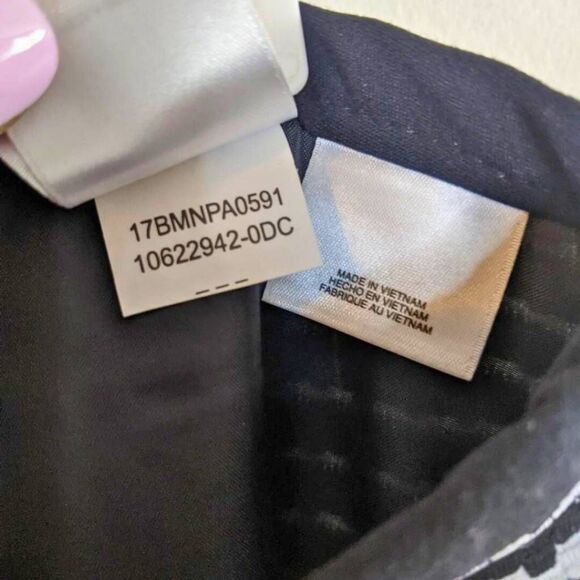 17BMNPA0591
10622942-0DC
MADE IN VIETNAM
HECHO EN VIETNAM
FABRIQUE AU VIETNAM